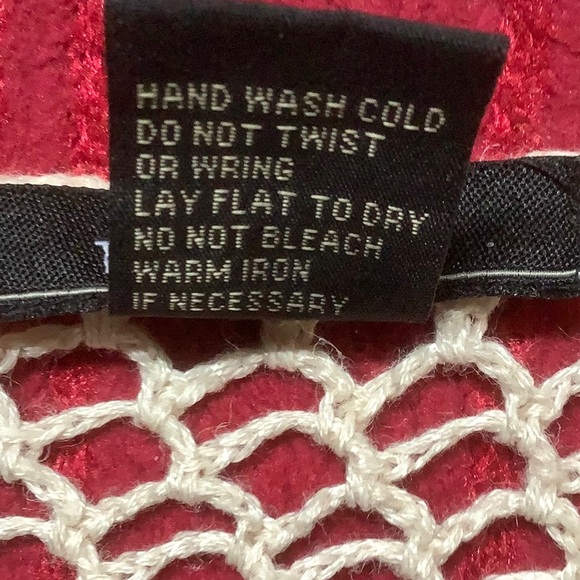 HAND WASH COLD
DO NOT TWIST
OR WRING
LAY FLAT TO DRY
NO NOT BLEACH
WARM IRON
IF NECESSARY